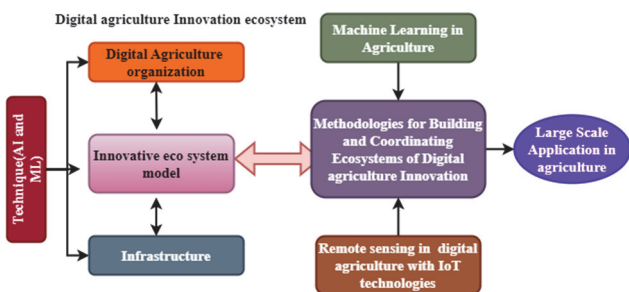 Digital agriculture Innovation ecosystem
Machine Learning in
Agriculture
Digital Agriculture
organization
Technique(AI and
ML)
Innovative eco system
model
Methodologies for Building
and Coordinating
Ecosystems of Digital
agriculture Innovation
Large Scale
Application in
agriculture
Infrastructure
Remote sensing in digital
agriculture with IoT
technologies